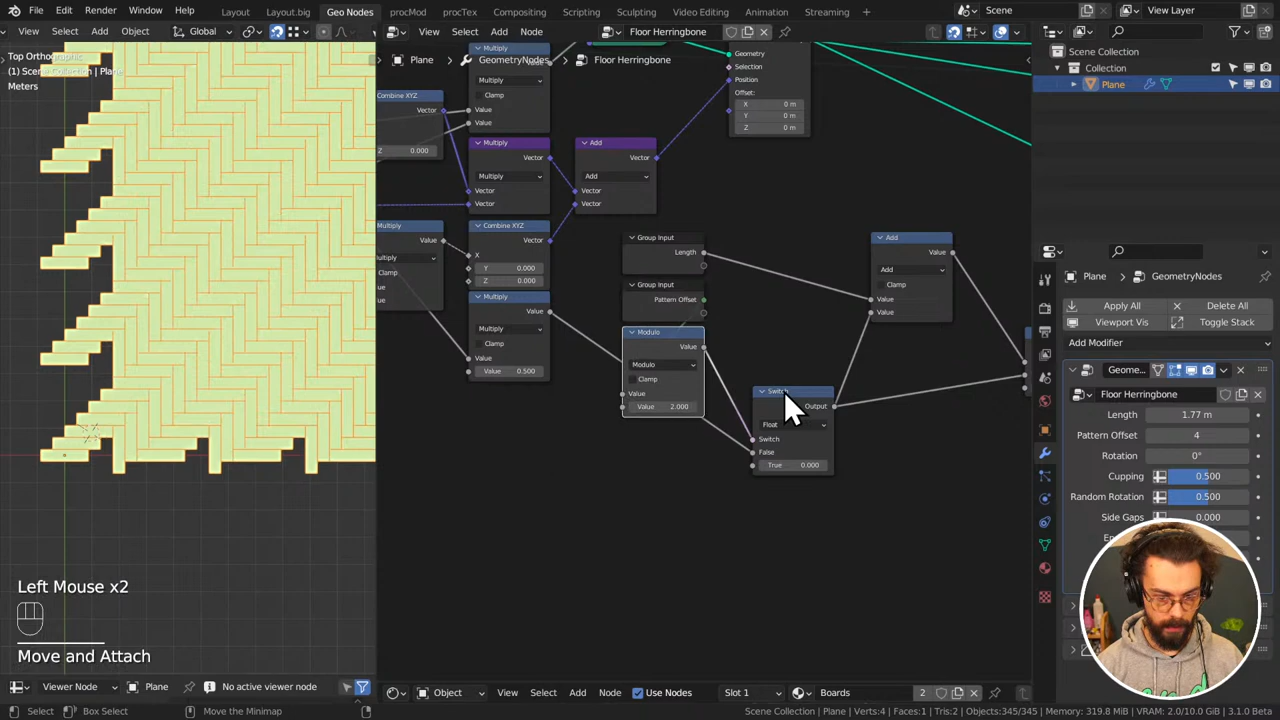 File Edit Render Window Help Layout Layout.big Geo Nodes procMod procTex Compositing Scripting Sculpting Video Editing Animation Streaming + Scene View Layer
View Select Add Object Global View Select Add Node Floor Herringbone
Top Orthographic
(1) Scene Collection | Plane
Meters
Plane > GeometryNodes > Floor Herringbone
Scene Collection
Collection
Plane
Multiply
Multiply
Clamp
Value
Value
Combine XYZ
Vector
Z 0.000
Geometry
Selection
Position
Offset:
X 0 m
Y 0 m
Z 0 m
Multiply
Vector
Multiply
Vector
Vector
Add
Vector
Add
Vector
Vector
Multiply
Value
Clamp
Combine XYZ
Vector
X
Y 0.000
Z 0.000
Multiply
Value
Multiply
Clamp
Value
Value 0.500
Group Input
Length
Group Input
Pattern Offset
Modulo
Value
Modulo
Clamp
Value
Value 2.000
Switch
Output
Float
Switch
False
True 0.000
Add
Value
Add
Clamp
Value
Value
Plane > GeometryNodes
Apply All Delete All
Viewport Vis Toggle Stack
Add Modifier
Geome...
Floor Herringbone
Length 1.77 m
Pattern Offset 4
Rotation 0°
Cupping 0.500
Random Rotation 0.500
Side Gaps 0.000
Left Mouse x2
Move and Attach
Viewer Node Plane No active viewer node Object View Select Add Node Use Nodes Slot 1 Boards 2
Select Box Select Move the Minimap Scene Collection | Plane | Verts:4 | Faces:1 | Tris:2 | Objects:345/345 | Memory: 319.8 MiB | VRAM: 2.0/10.0 GiB | 3.1.0 Beta